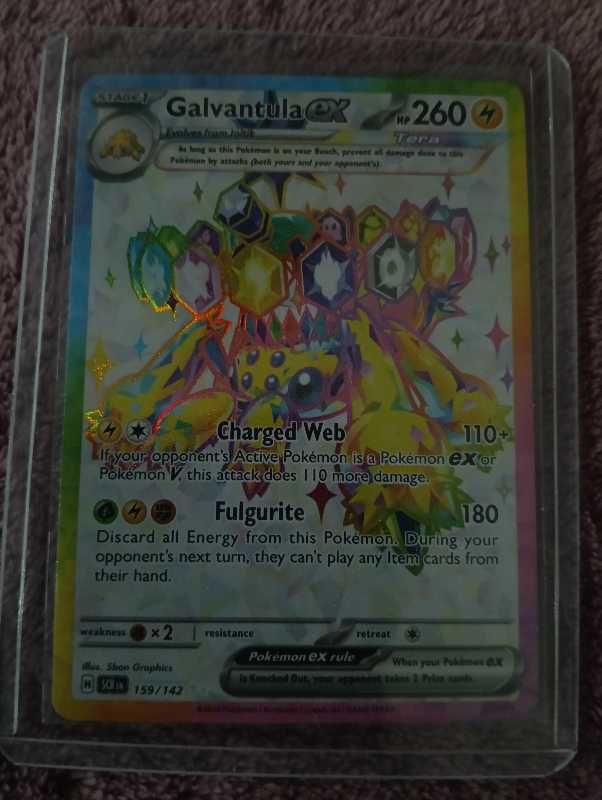 STAGE 1 Galvantula ex HP 260
Evolves from Joltik Tera
As long as this Pokémon is on your Bench, prevent all damage done to this
Pokémon by attacks (both yours and your opponent's).
Charged Web 110+
If your opponent's Active Pokémon is a Pokémon ex or
Pokémon V, this attack does 110 more damage.
Fulgurite 180
Discard all Energy from this Pokémon. During your
opponent's next turn, they can't play any Item cards from
their hand.
weakness ×2 resistance retreat
Pokémon ex rule When your Pokémon ex
is Knocked Out, your opponent takes 2 Prize cards.
Illus. 5ban Graphics
H SCR EN 159/142